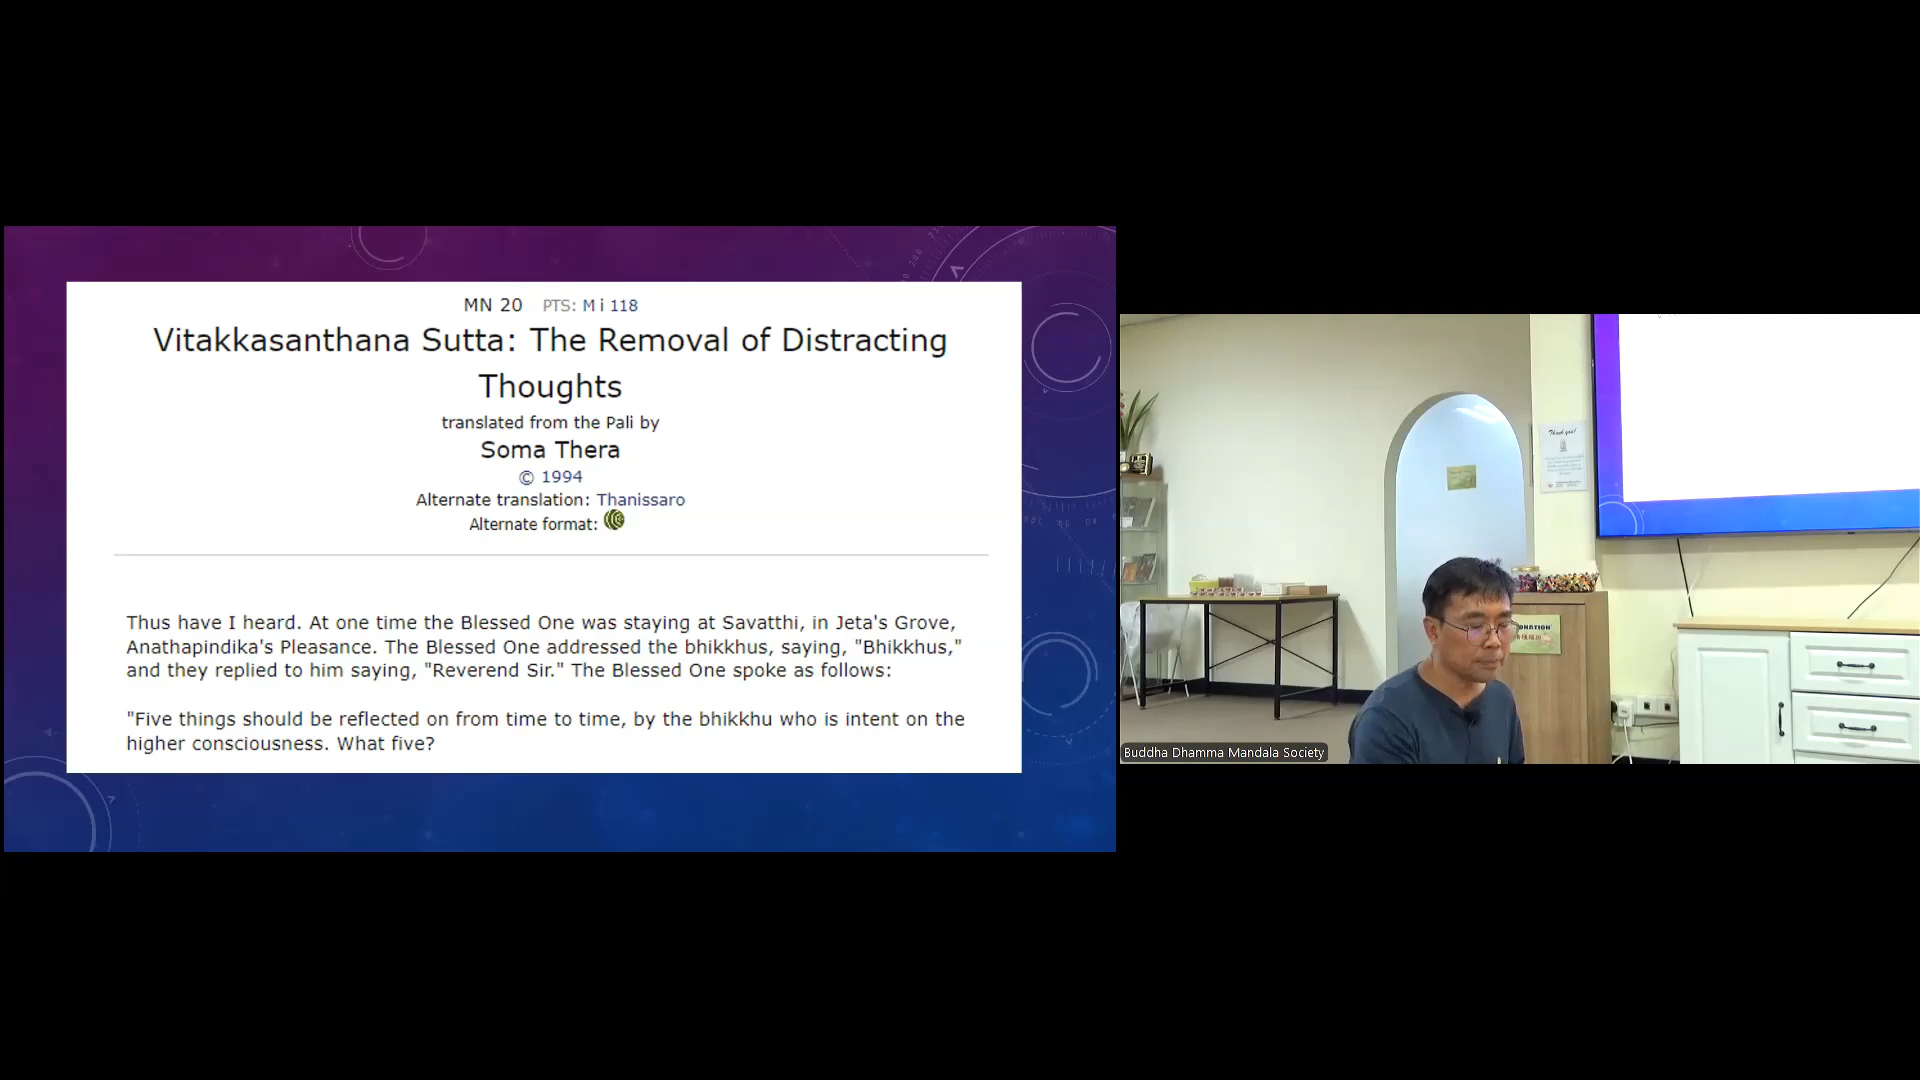 MN 20 PTS: M i 118
Vitakkasanthana Sutta: The Removal of Distracting
Thoughts
translated from the Pali by
Soma Thera
© 1994
Alternate translation: Thanissaro
Alternate format:
Thus have I heard. At one time the Blessed One was staying at Savatthi, in Jeta's Grove,
Anathapindika's Pleasance. The Blessed One addressed the bhikkhus, saying, "Bhikkhus,"
and they replied to him saying, "Reverend Sir." The Blessed One spoke as follows:
"Five things should be reflected on from time to time, by the bhikkhu who is intent on the
higher consciousness. What five?
Thank you!
Buddha Dhamma Mandala Society